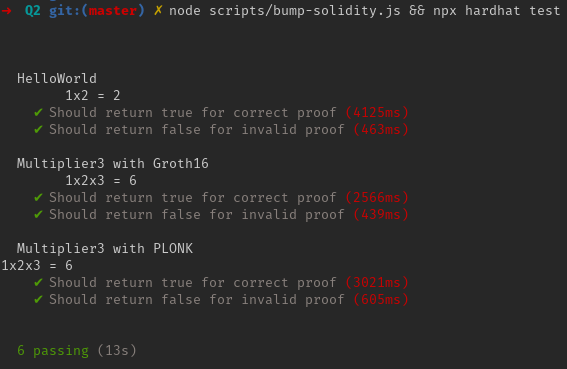 → Q2 git:(master) ✗ node scripts/bump-solidity.js && npx hardhat test
HelloWorld
1x2 = 2
✔ Should return true for correct proof (4125ms)
✔ Should return false for invalid proof (463ms)
Multiplier3 with Groth16
1x2x3 = 6
✔ Should return true for correct proof (2566ms)
✔ Should return false for invalid proof (439ms)
Multiplier3 with PLONK
1x2x3 = 6
✔ Should return true for correct proof (3021ms)
✔ Should return false for invalid proof (605ms)
6 passing (13s)